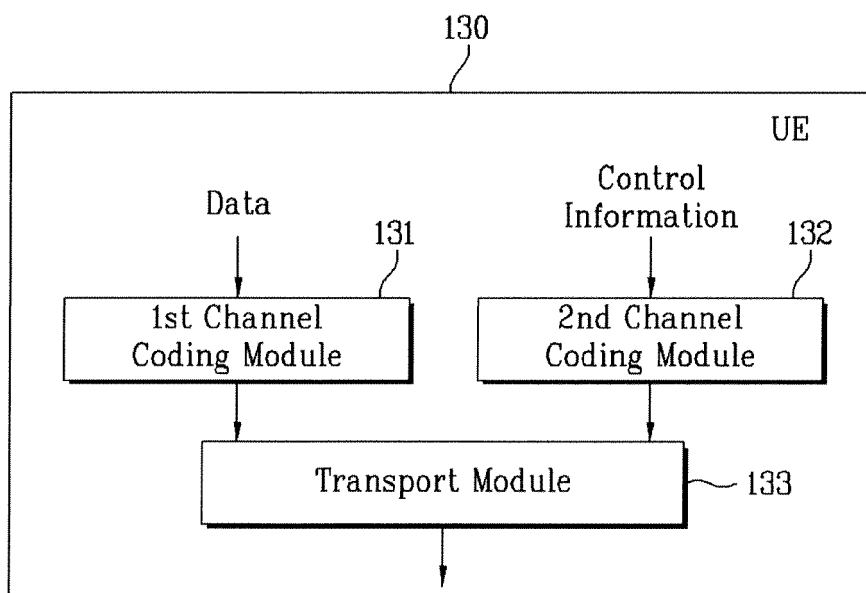 130
UE
Data
Control
Information
131
132
1st Channel
Coding Module
2nd Channel
Coding Module
Transport Module
133